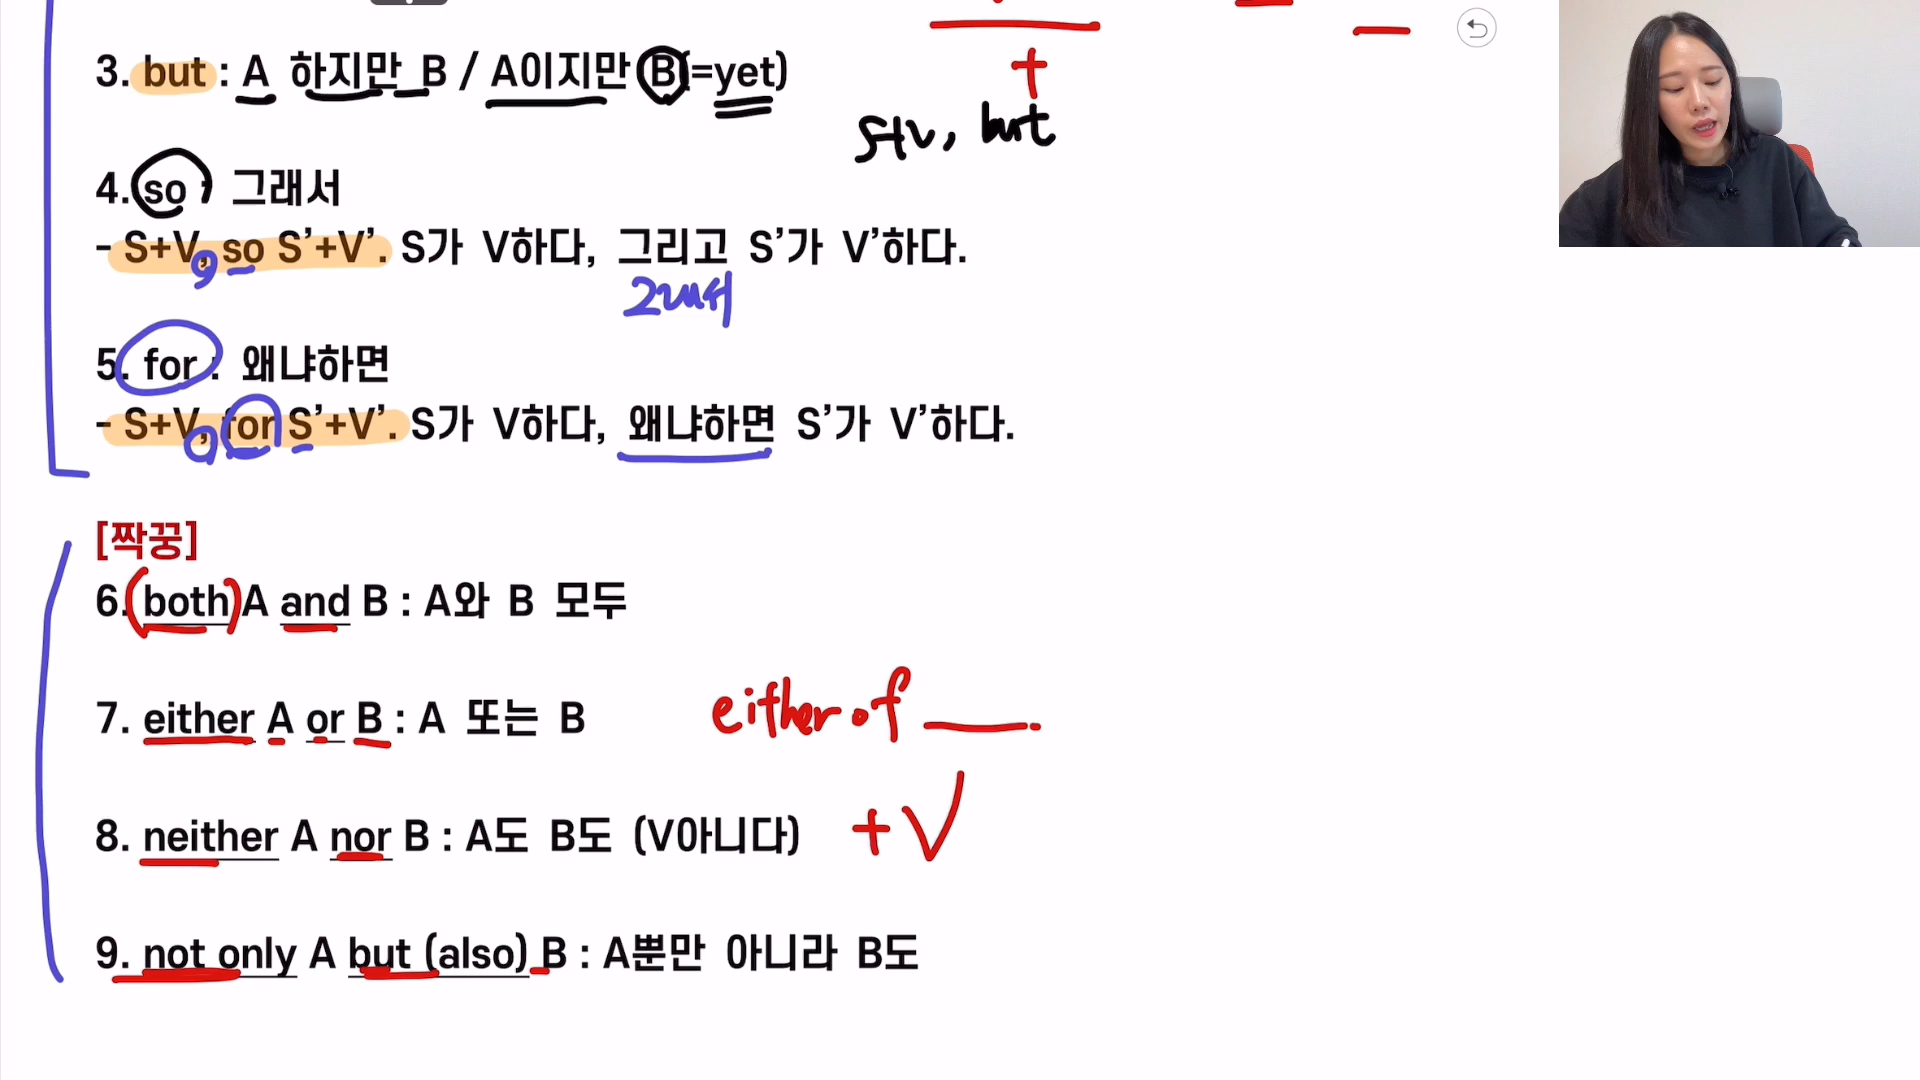 3. but : A 하지만 B / A이지만 B(=yet)
+
S+V, but
4. so : 그래서
- S+V, so S’+V’. S가 V하다, 그리고 S’가 V’하다.
그래서
5. for : 왜냐하면
- S+V, for S’+V’. S가 V하다, 왜냐하면 S’가 V’하다.
[짝꿍]
6. both A and B : A와 B 모두
7. either A or B : A 또는 B
either of
8. neither A nor B : A도 B도 (V아니다)
+ V
9. not only A but (also) B : A뿐만 아니라 B도